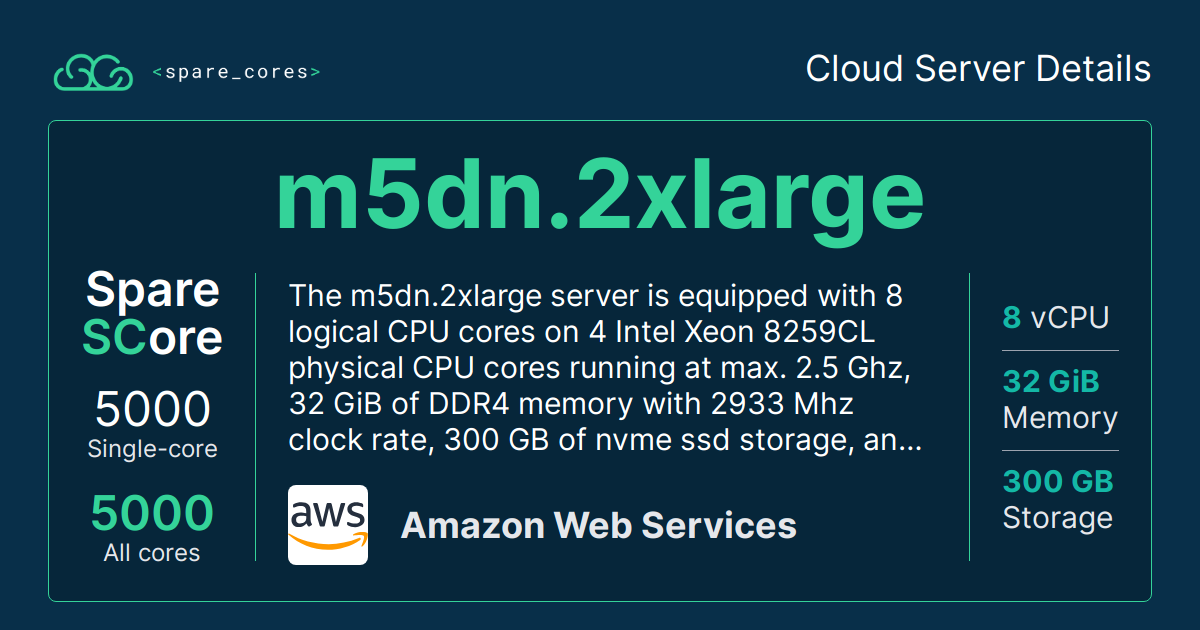 <spare_cores>
Cloud Server Details
m5dn.2xlarge
Spare
SCore
5000
Single-core
5000
All cores
The m5dn.2xlarge server is equipped with 8
logical CPU cores on 4 Intel Xeon 8259CL
physical CPU cores running at max. 2.5 Ghz,
32 GiB of DDR4 memory with 2933 Mhz
clock rate, 300 GB of nvme ssd storage, an...
aws
Amazon Web Services
8 vCPU
32 GiB
Memory
300 GB
Storage